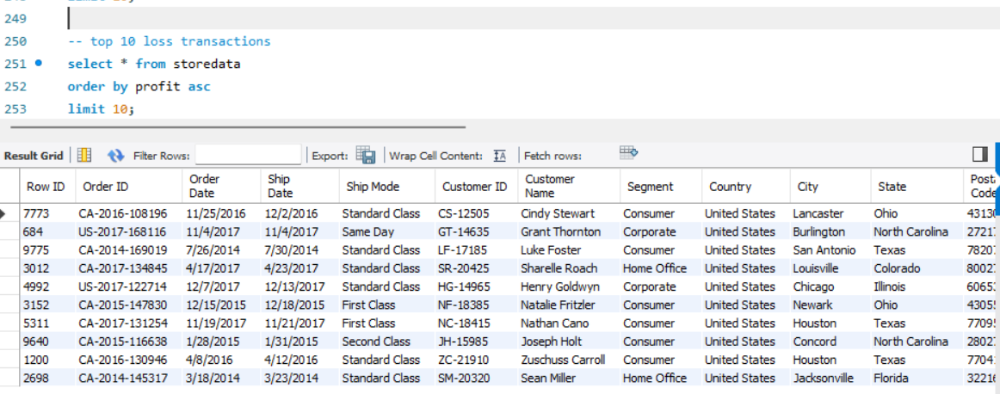 249
250 -- top 10 loss transactions
251 select * from storedata
252 order by profit asc
253 limit 10;
Result Grid Filter Rows: Export: Wrap Cell Content: IA Fetch rows:
Row ID Order ID Order Date Ship Date Ship Mode Customer ID Customer Name Segment Country City State Post Code
7773 CA-2016-108196 11/25/2016 12/2/2016 Standard Class CS-12505 Cindy Stewart Consumer United States Lancaster Ohio 4313
684 US-2017-168116 11/4/2017 11/4/2017 Same Day GT-14635 Grant Thornton Corporate United States Burlington North Carolina 2721
9775 CA-2014-169019 7/26/2014 7/30/2014 Standard Class LF-17185 Luke Foster Consumer United States San Antonio Texas 7820
3012 CA-2017-134845 4/17/2017 4/23/2017 Standard Class SR-20425 Sharelle Roach Home Office United States Louisville Colorado 8002
4992 US-2017-122714 12/7/2017 12/13/2017 Standard Class HG-14965 Henry Goldwyn Corporate United States Chicago Illinois 6065
3152 CA-2015-147830 12/15/2015 12/18/2015 First Class NF-18385 Natalie Fritzler Consumer United States Newark Ohio 4305
5311 CA-2017-131254 11/19/2017 11/21/2017 First Class NC-18415 Nathan Cano Consumer United States Houston Texas 7709
9640 CA-2015-116638 1/28/2015 1/31/2015 Second Class JH-15985 Joseph Holt Consumer United States Concord North Carolina 2802
1200 CA-2016-130946 4/8/2016 4/12/2016 Standard Class ZC-21910 Zuschuss Carroll Consumer United States Houston Texas 7704
2698 CA-2014-145317 3/18/2014 3/23/2014 Standard Class SM-20320 Sean Miller Home Office United States Jacksonville Florida 3221